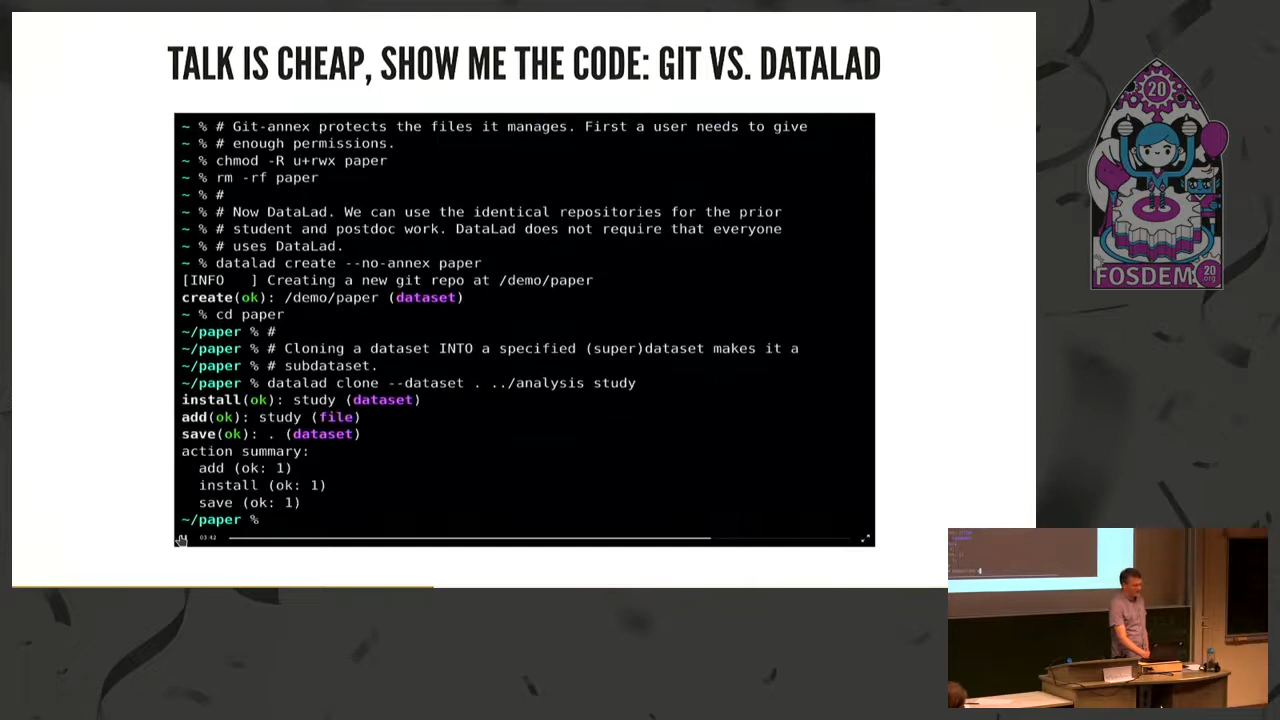 TALK IS CHEAP, SHOW ME THE CODE: GIT VS. DATALAD
~ % # Git-annex protects the files it manages. First a user needs to give
~ % # enough permissions.
~ % chmod -R u+rwx paper
~ % rm -rf paper
~ % #
~ % # Now DataLad. We can use the identical repositories for the prior
~ % # student and postdoc work. DataLad does not require that everyone
~ % # uses DataLad.
~ % datalad create --no-annex paper
[INFO   ] Creating a new git repo at /demo/paper
create(ok): /demo/paper (dataset)
~ % cd paper
~/paper % #
~/paper % # Cloning a dataset INTO a specified (super)dataset makes it a
~/paper % # subdataset.
~/paper % datalad clone --dataset . ../analysis study
install(ok): study (dataset)
add(ok): study (file)
save(ok): . (dataset)
action summary:
  add (ok: 1)
  install (ok: 1)
  save (ok: 1)
~/paper %
03:42
20
FOSDEM 20
.org